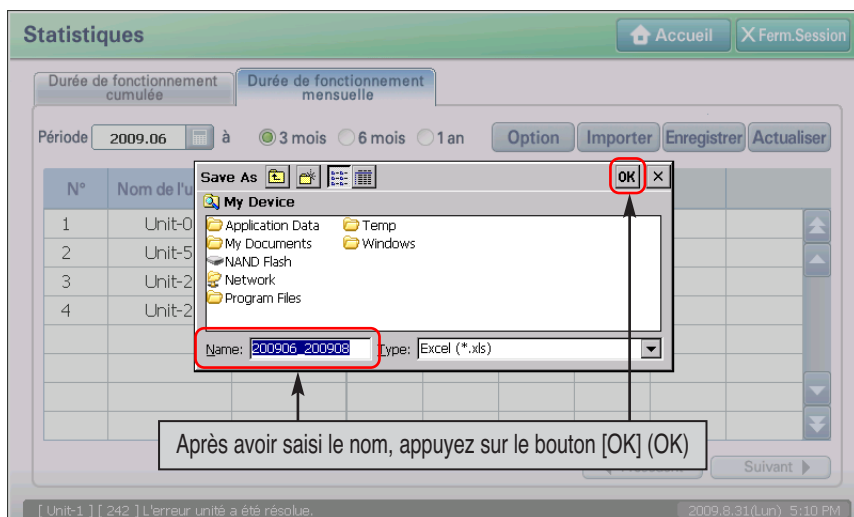 Statistiques
Accueil
X Ferm.Session
Durée de fonctionnement
cumulée
Durée de fonctionnement
mensuelle
Période 2009.06 à 3 mois 6 mois 1 an Option Importer Enregistrer Actualiser
N° Nom de l'u
Save As OK ×
My Device
Application Data
My Documents
NAND Flash
Network
Program Files
Temp
Windows
Name: 200906_200908 Type: Excel (*.xls)
1 Unit-0
2 Unit-5
3 Unit-2
4 Unit-2
Après avoir saisi le nom, appuyez sur le bouton [OK] (OK)
Suivant
[ Unit-1 ] [ 242 ] L'erreur unité a été résolue. 2009.8.31(Lun) 5:10 PM